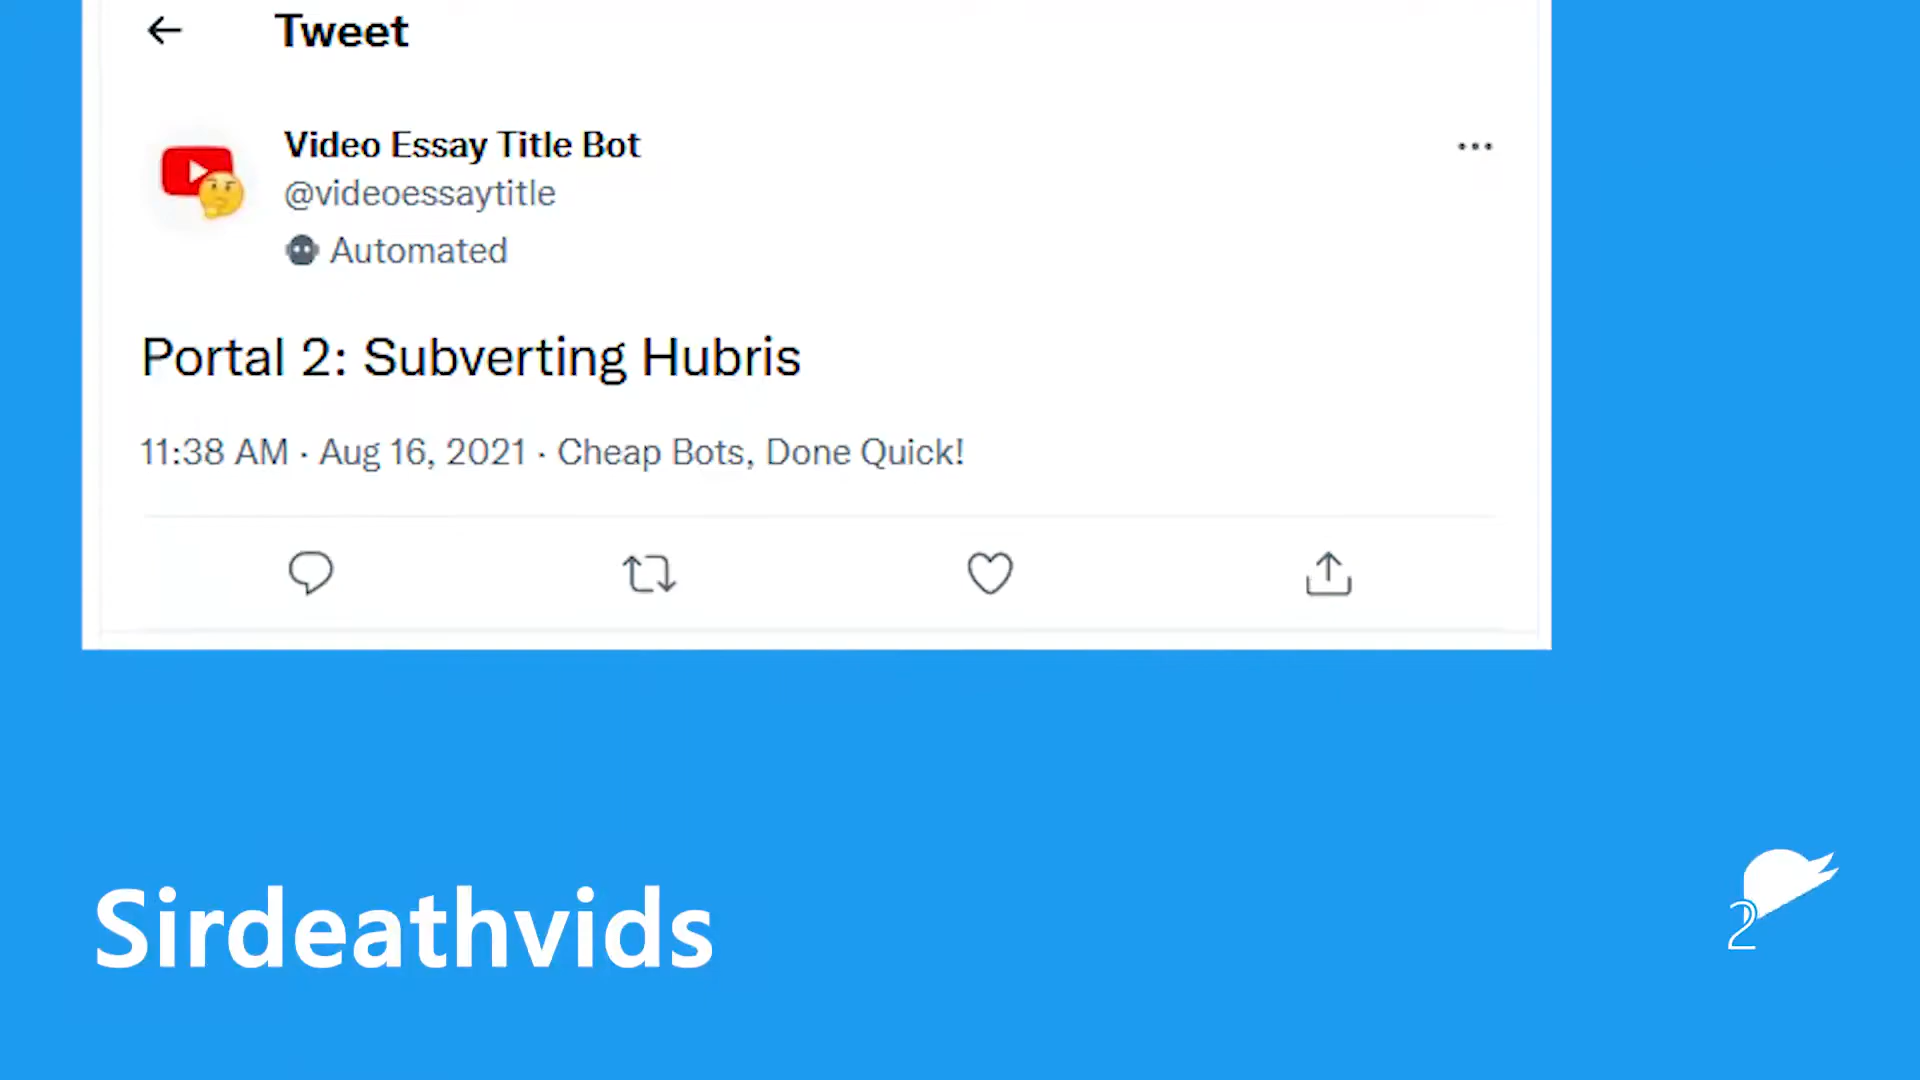 Tweet
Video Essay Title Bot
@videoessaytitle
Automated
Portal 2: Subverting Hubris
11:38 AM · Aug 16, 2021 · Cheap Bots, Done Quick!
Sirdeathvids
2